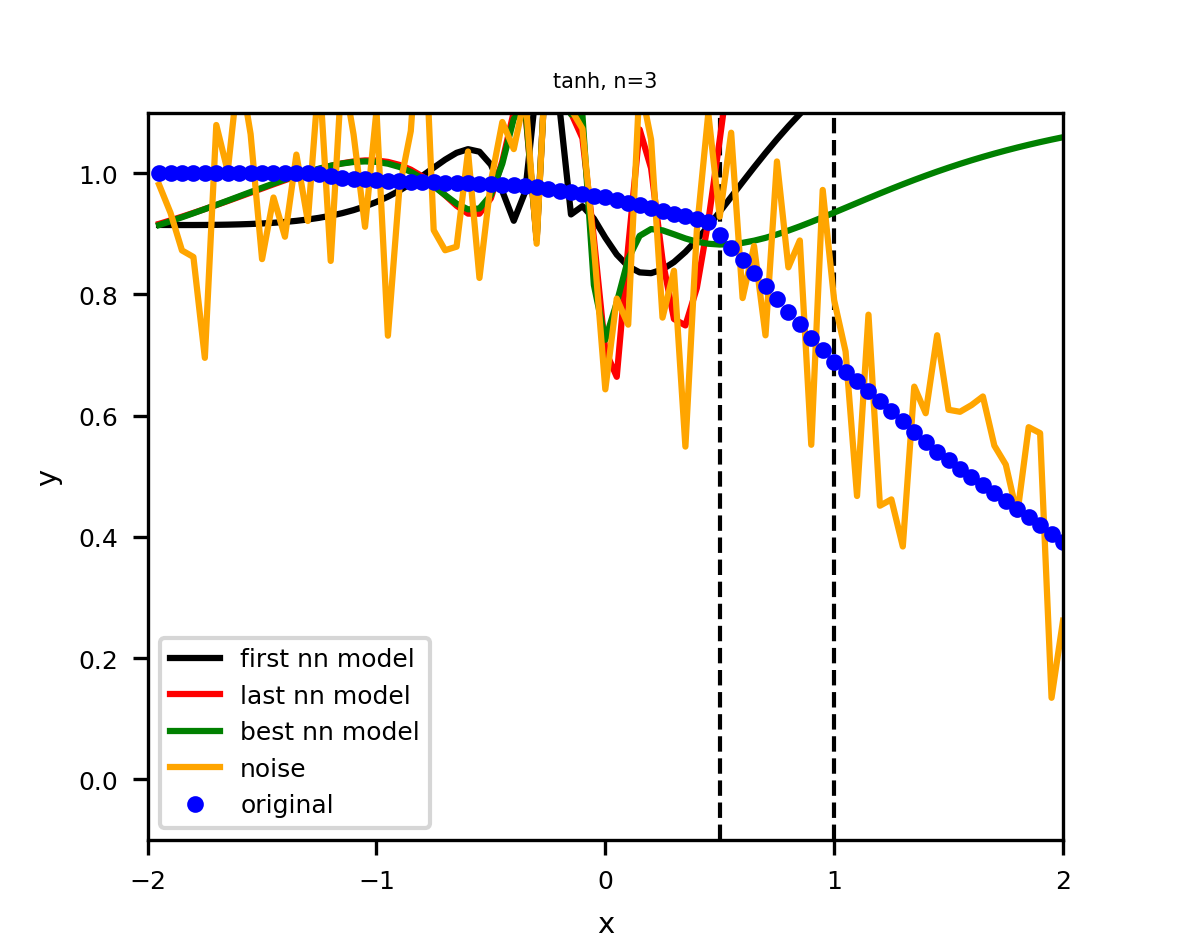 tanh, n=3
1.0
0.8
0.6
0.4
0.2
0.0
y
first nn model
last nn model
best nn model
noise
original
−2
−1
0
1
2
x